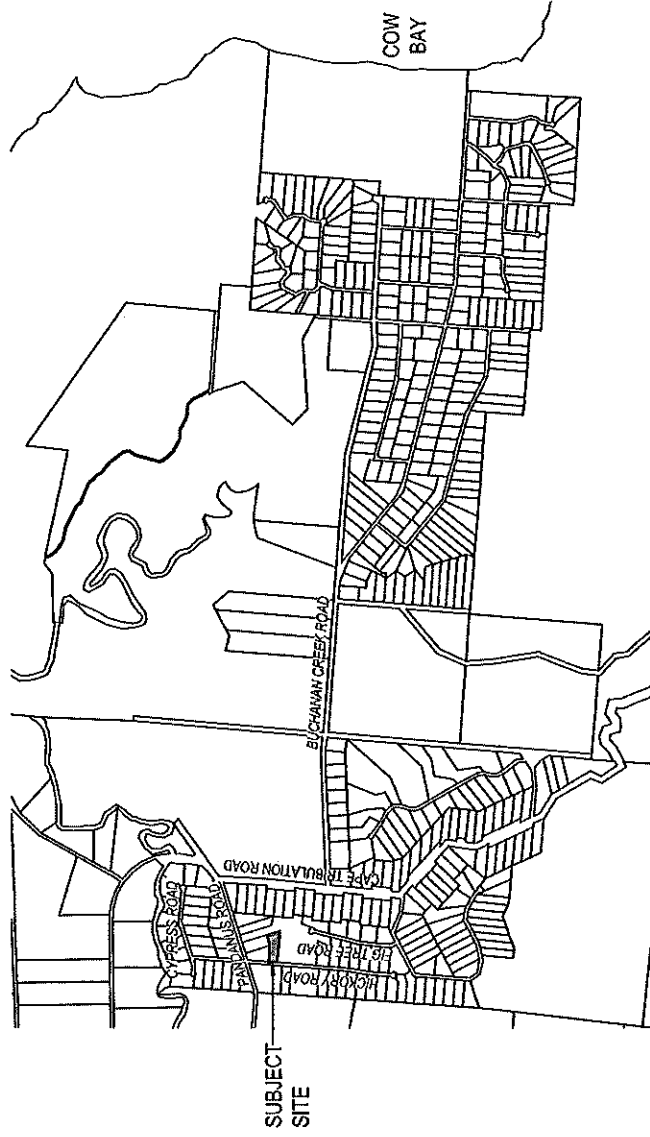 COW
BAY
BUCHANAN CREEK ROAD
CAPE TRIBULATION ROAD
CYPRESS ROAD
PANDANUS ROAD
FIG TREE ROAD
HICKORY ROAD
SUBJECT
SITE